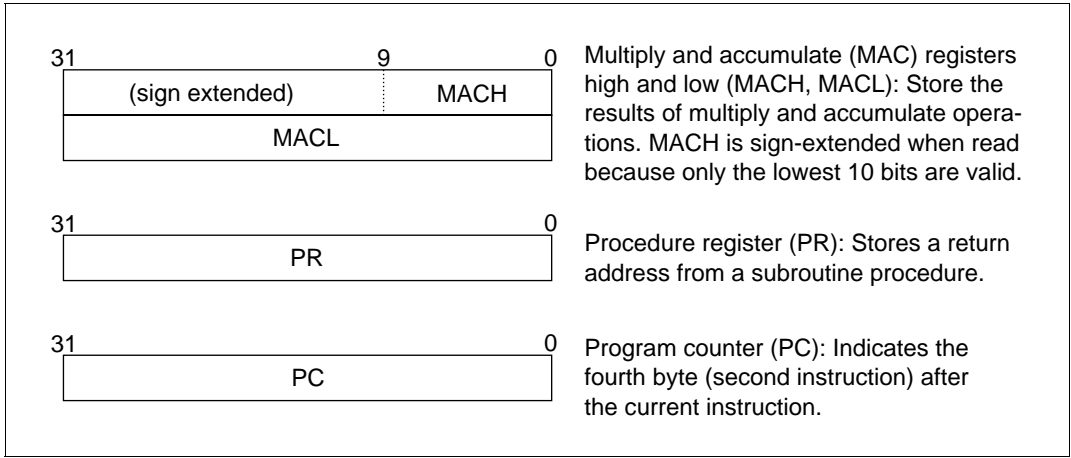 31 9 0
(sign extended) MACH
MACL
Multiply and accumulate (MAC) registers
high and low (MACH, MACL): Store the
results of multiply and accumulate opera-
tions. MACH is sign-extended when read
because only the lowest 10 bits are valid.
31 0
PR
Procedure register (PR): Stores a return
address from a subroutine procedure.
31 0
PC
Program counter (PC): Indicates the
fourth byte (second instruction) after
the current instruction.